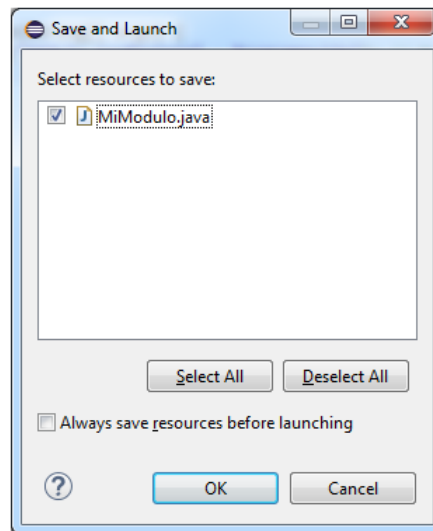 Save and Launch
Select resources to save:
MiModulo.java
Select All Deselect All
Always save resources before launching
OK Cancel